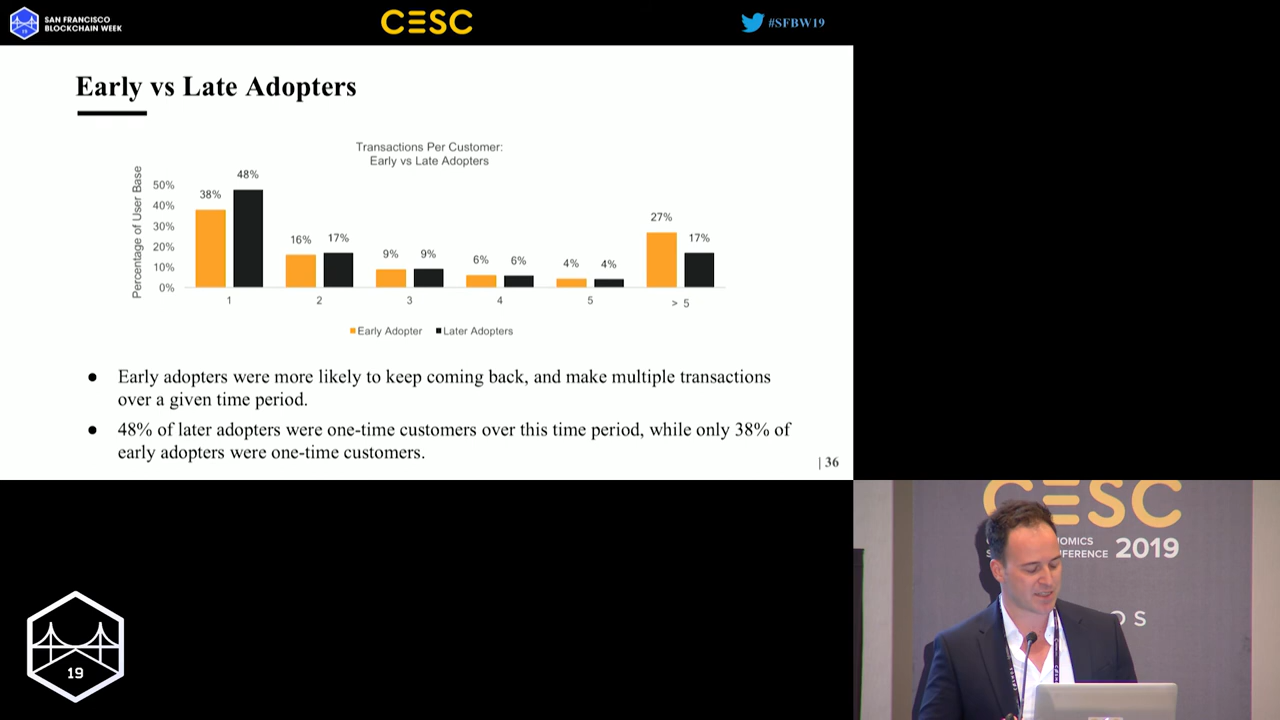 SAN FRANCISCO
BLOCKCHAIN WEEK
19
CESC
#SFBW19
Early vs Late Adopters
Transactions Per Customer:
Early vs Late Adopters
Percentage of User Base
50%
40%
30%
20%
10%
0%
38%
48%
16%
17%
9%
9%
6%
6%
4%
4%
27%
17%
1
2
3
4
5
> 5
Early Adopter
Later Adopters
● Early adopters were more likely to keep coming back, and make multiple transactions
over a given time period.
● 48% of later adopters were one-time customers over this time period, while only 38% of
early adopters were one-time customers.
| 36
CESC
2019
19